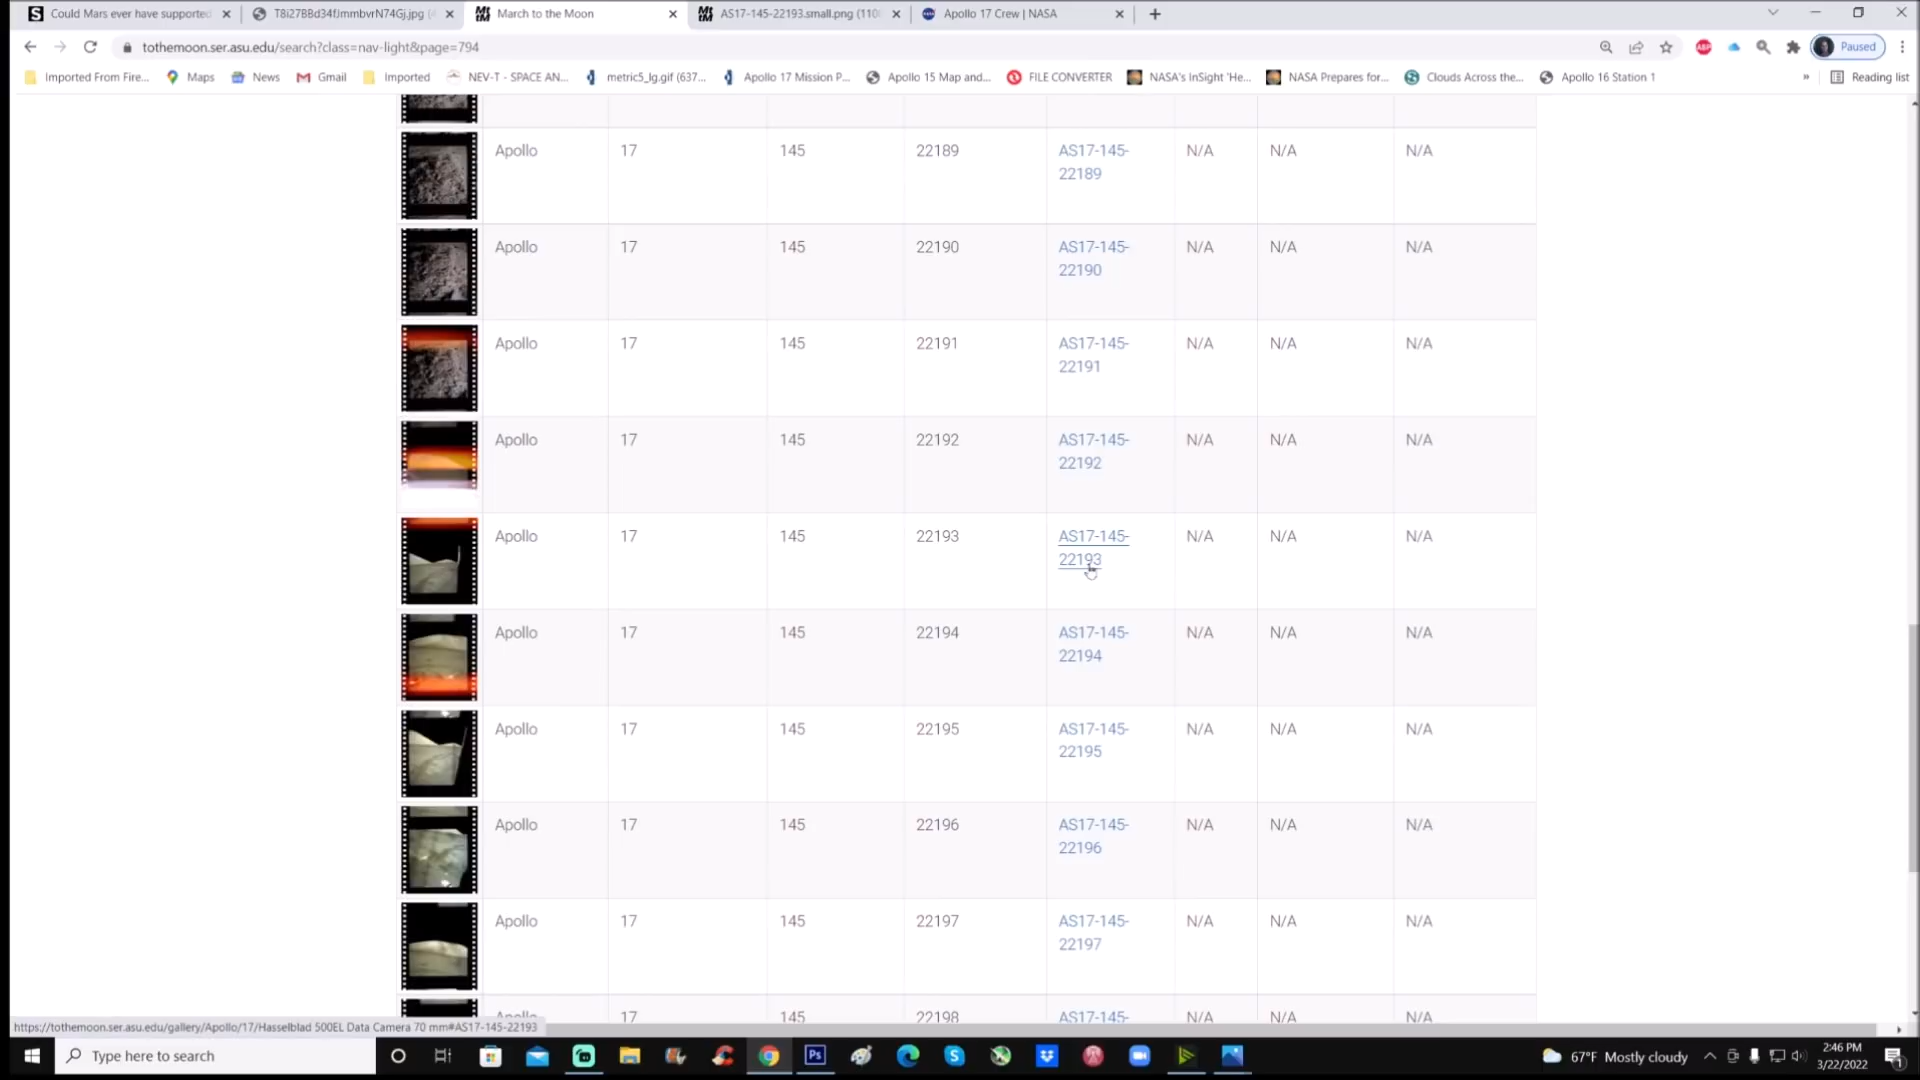 Could Mars ever have supported
T8i27BBd34fJmmbvrN74Gj.jpg (4
March to the Moon
AS17-145-22193.small.png (110
Apollo 17 Crew | NASA
tothemoon.ser.asu.edu/search?class=nav-light&page=794
ABP
Paused
Imported From Fire...
Maps
News
Gmail
Imported
NEV-T - SPACE AN...
metric5_lg.gif (637...
Apollo 17 Mission P...
Apollo 15 Map and...
FILE CONVERTER
NASA's InSight 'He...
NASA Prepares for...
Clouds Across the...
Apollo 16 Station 1
»
Reading list
Apollo 17 145 22189 AS17-145- N/A N/A N/A
22189
Apollo 17 145 22190 AS17-145- N/A N/A N/A
22190
Apollo 17 145 22191 AS17-145- N/A N/A N/A
22191
Apollo 17 145 22192 AS17-145- N/A N/A N/A
22192
Apollo 17 145 22193 AS17-145- N/A N/A N/A
22193
Apollo 17 145 22194 AS17-145- N/A N/A N/A
22194
Apollo 17 145 22195 AS17-145- N/A N/A N/A
22195
Apollo 17 145 22196 AS17-145- N/A N/A N/A
22196
Apollo 17 145 22197 AS17-145- N/A N/A N/A
22197
Apollo 17 145 22198 AS17-145- N/A N/A N/A
https://tothemoon.ser.asu.edu/gallery/Apollo/17/Hasselblad 500EL Data Camera 70 mm#AS17-145-22193
Type here to search
Ps
67°F Mostly cloudy
2:46 PM
3/22/2022